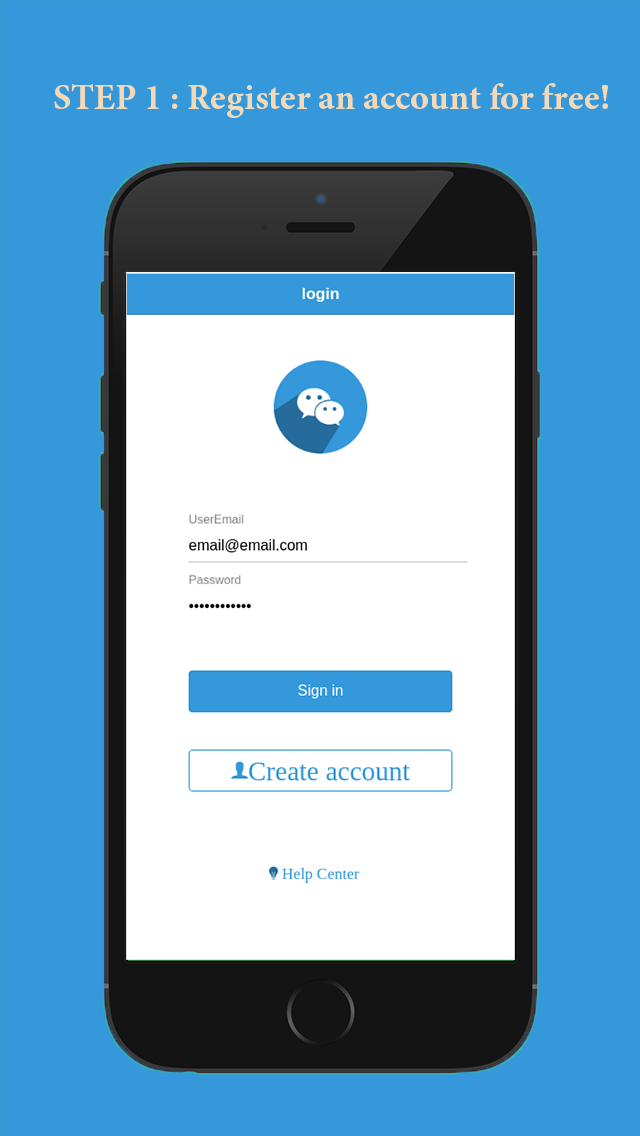 STEP 1 : Register an account for free!
login
UserEmail
email@email.com
Password
••••••••••••
Sign in
Create account
Help Center